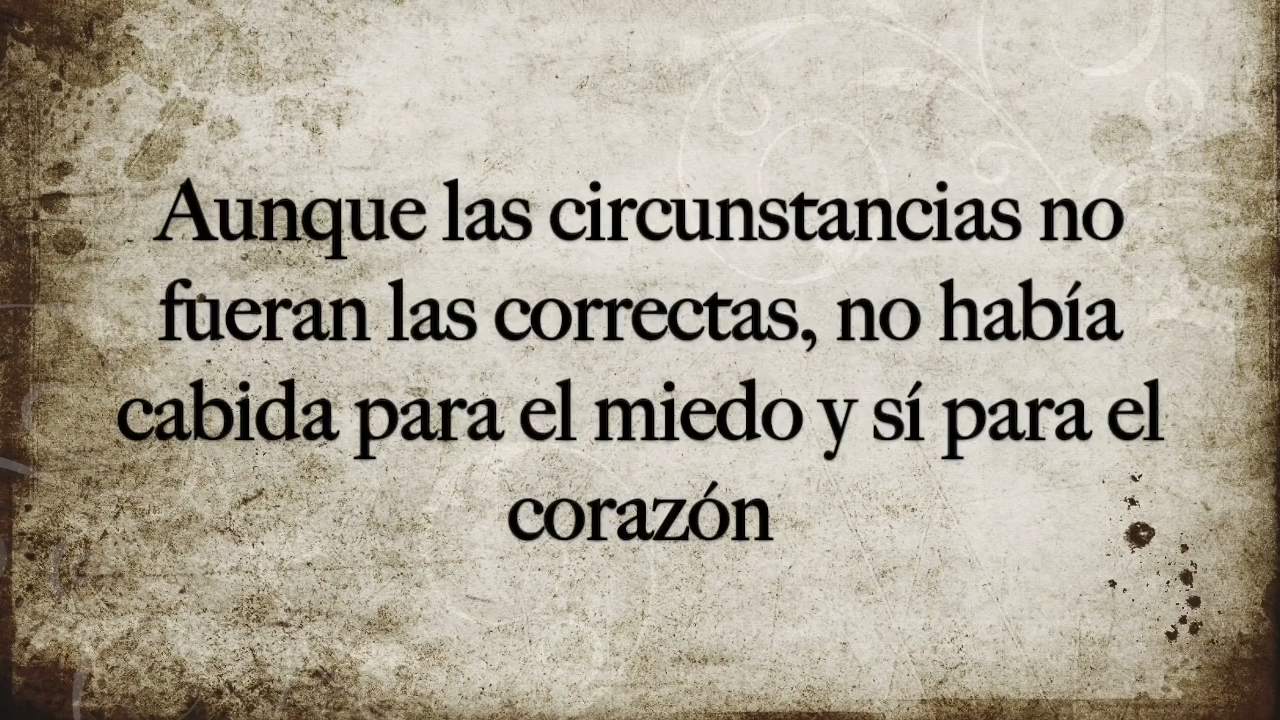 Aunque las circunstancias no
fueran las correctas, no había
cabida para el miedo y sí para el
corazón